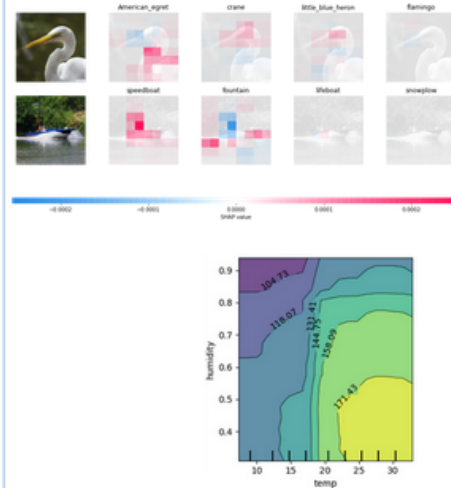 American_egret crane little_blue_heron flamingo
speedboat fountain lifeboat snowplow
−0.0002 −0.0001 0.0000 0.0001 0.0002
SHAP value
0.9
0.8
0.7
0.6
0.5
0.4
humidity
104.73
118.07
131.41
144.75
158.09
171.43
10 15 20 25 30
temp